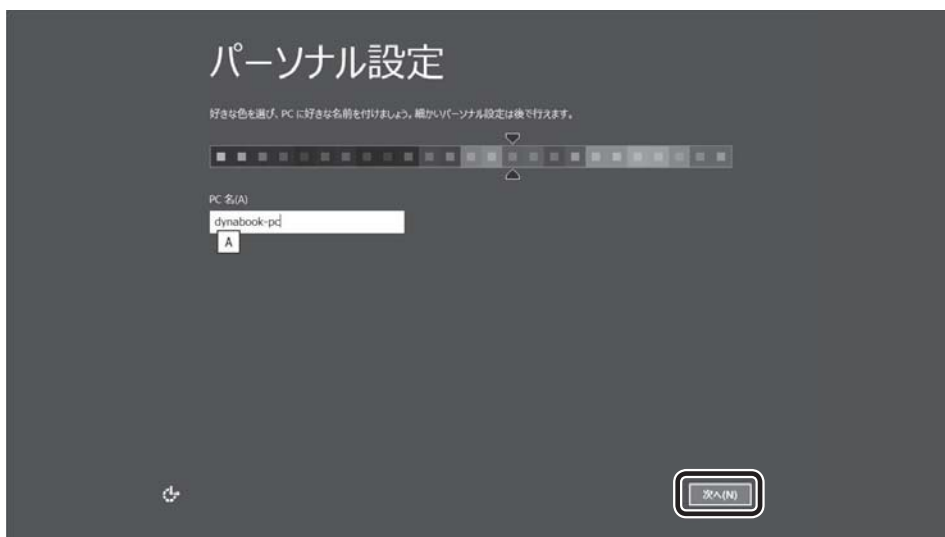 パーソナル設定
好きな色を選び、PC に好きな名前を付けましょう。細かいパーソナル設定は後で行えます。
PC 名(A)
dynabook-pc
A
次へ(N)